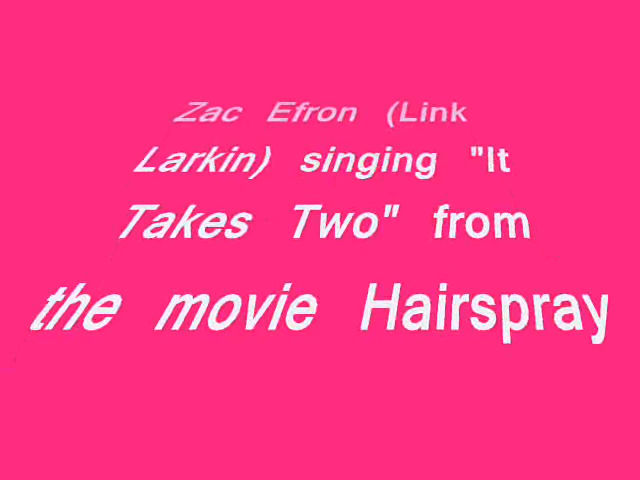 Zac Efron (Link
Larkin) singing "It
Takes Two" from
the movie Hairspray